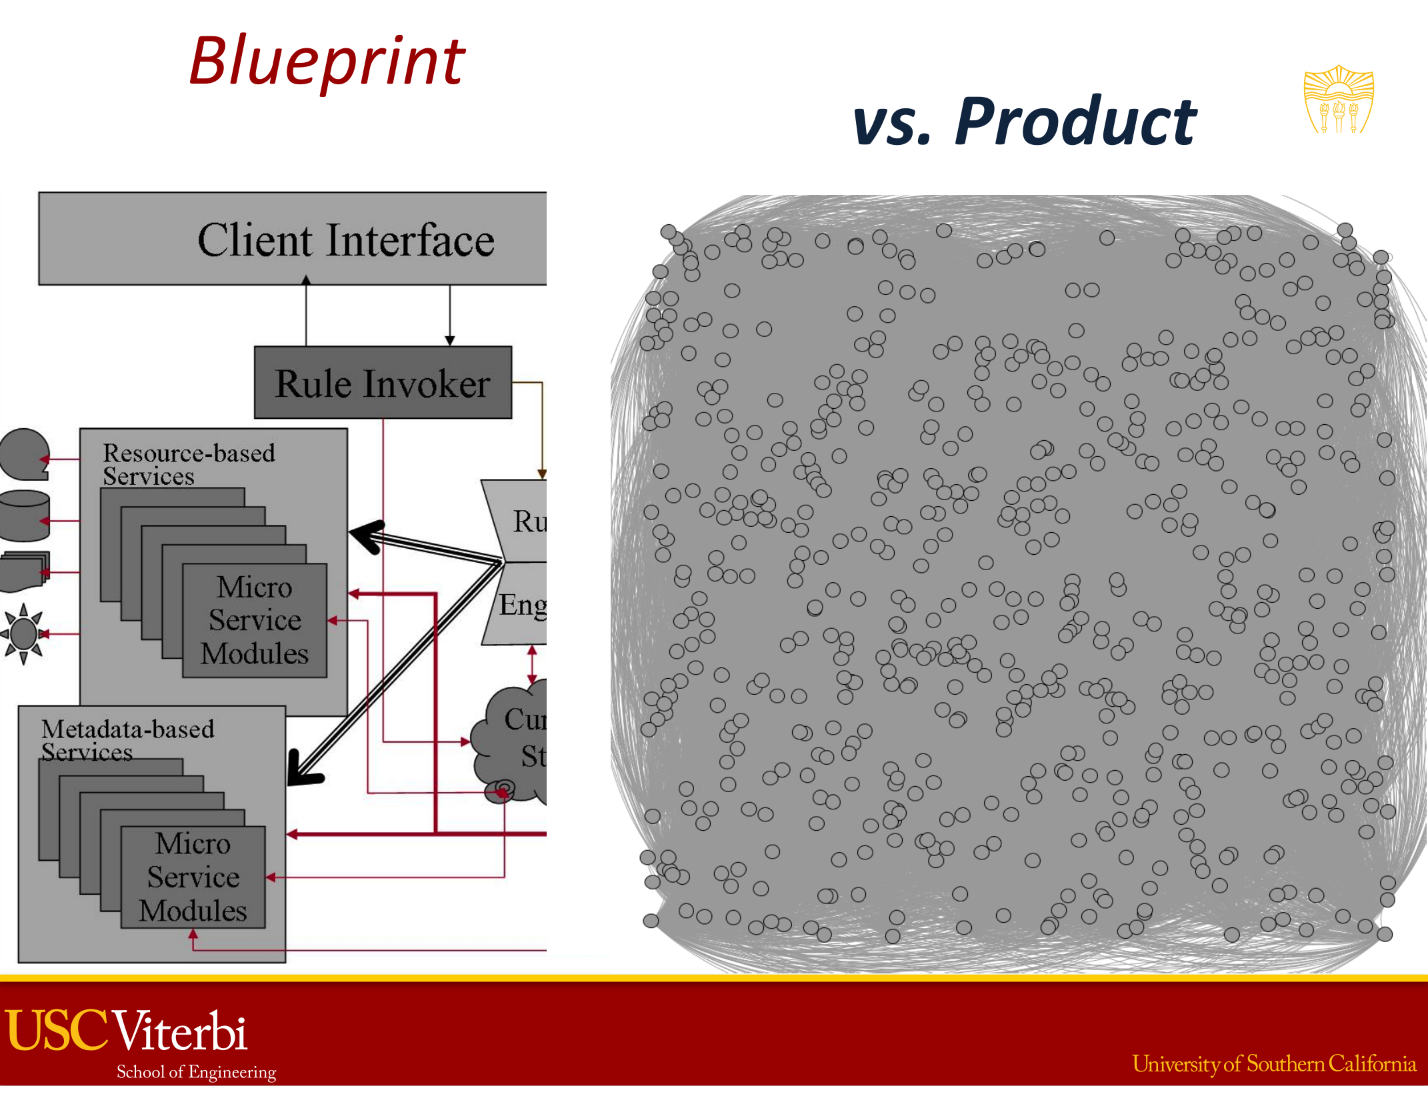 Blueprint
vs. Product
Client Interface
Rule Invoker
Resource-based
Services
Ru
Micro
Service
Modules
Eng
Metadata-based
Services
Cur
St
Micro
Service
Modules
USC Viterbi
School of Engineering
University of Southern California